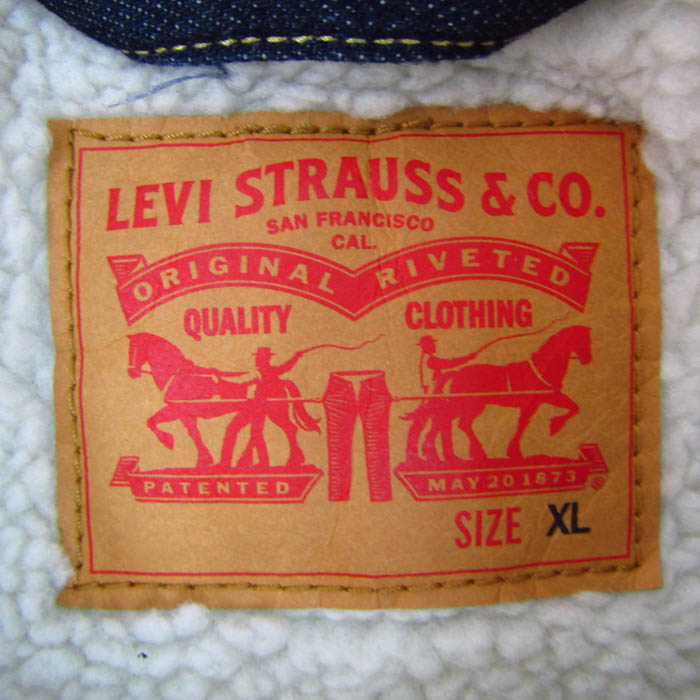 LEVI STRAUSS & CO.
SAN FRANCISCO
CAL.
ORIGINAL RIVETED
QUALITY CLOTHING
PATENTED MAY 20 1873
SIZE XL